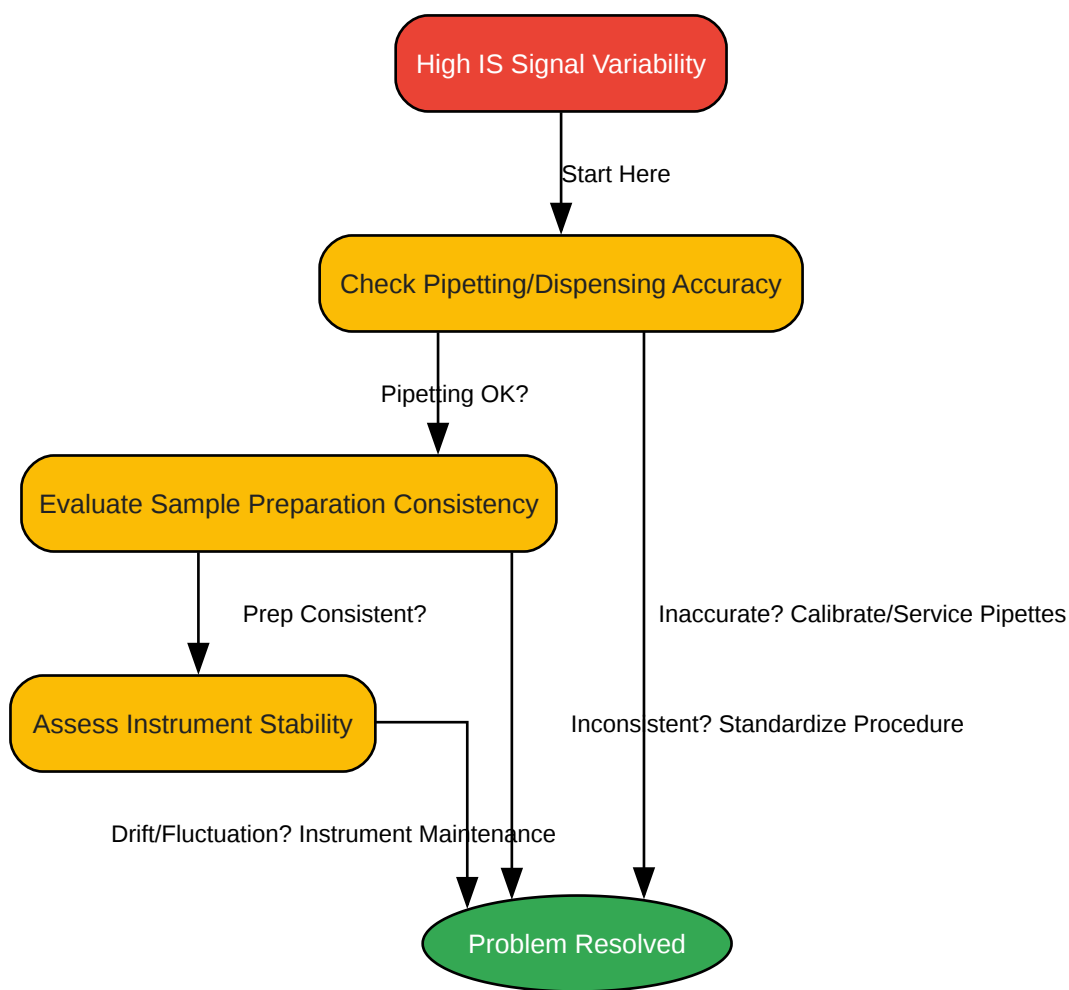 High IS Signal Variability
Start Here
Check Pipetting/Dispensing Accuracy
Pipetting OK?
Evaluate Sample Preparation Consistency
Prep Consistent?
Inaccurate? Calibrate/Service Pipettes
Assess Instrument Stability
Inconsistent? Standardize Procedure
Drift/Fluctuation? Instrument Maintenance
Problem Resolved